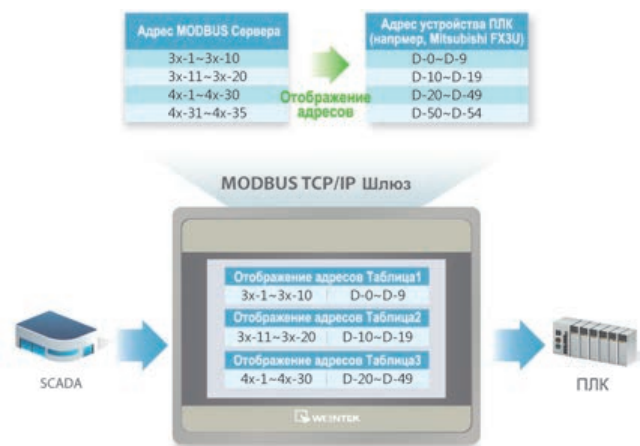 Адрес MODBUS Сервера
3x-1~3x-10
3x-11~3x-20
4x-1~4x-30
4x-31~4x-35
Отображение
адресов
Адрес устройства ПЛК
(напрмер, Mitsubishi FX3U)
D-0~D-9
D-10~D-19
D-20~D-49
D-50~D-54
MODBUS TCP/IP Шлюз
Отображение адресов Таблица1
3x-1~3x-10 D-0~D-9
Отображение адресов Таблица2
3x-11~3x-20 D-10~D-19
Отображение адресов Таблица3
4x-1~4x-30 D-20~D-49
WEINTEK
SCADA
ПЛК